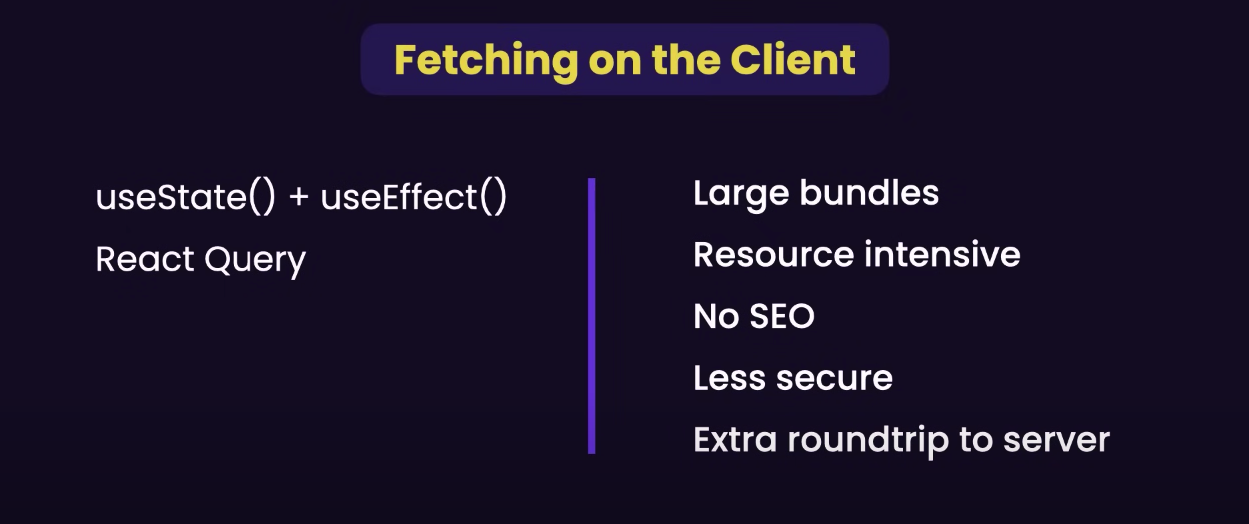 Fetching on the Client
useState() + useEffect()
React Query
Large bundles
Resource intensive
No SEO
Less secure
Extra roundtrip to server